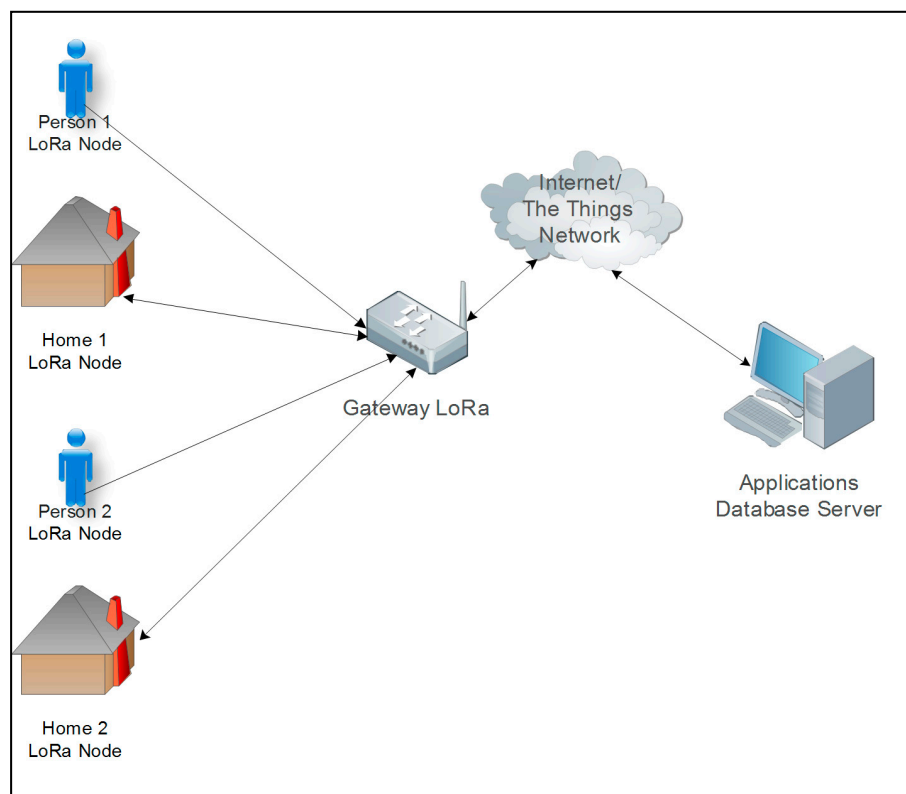 Person 1
LoRa Node
Home 1
LoRa Node
Person 2
LoRa Node
Home 2
LoRa Node
Gateway LoRa
Internet/
The Things
Network
Applications
Database Server